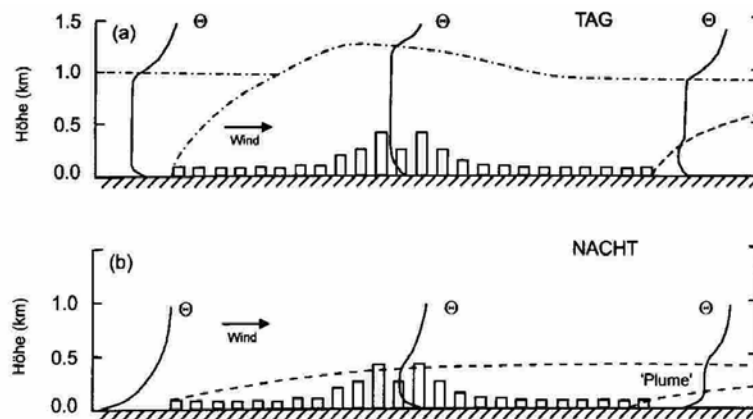 (a)
Θ
Θ
TAG
Θ
Höhe (km)
1.5
1.0
0.5
0.0
Wind
(b)
NACHT
Θ
Θ
Θ
Höhe (km)
1.0
0.5
0.0
Wind
'Plume'